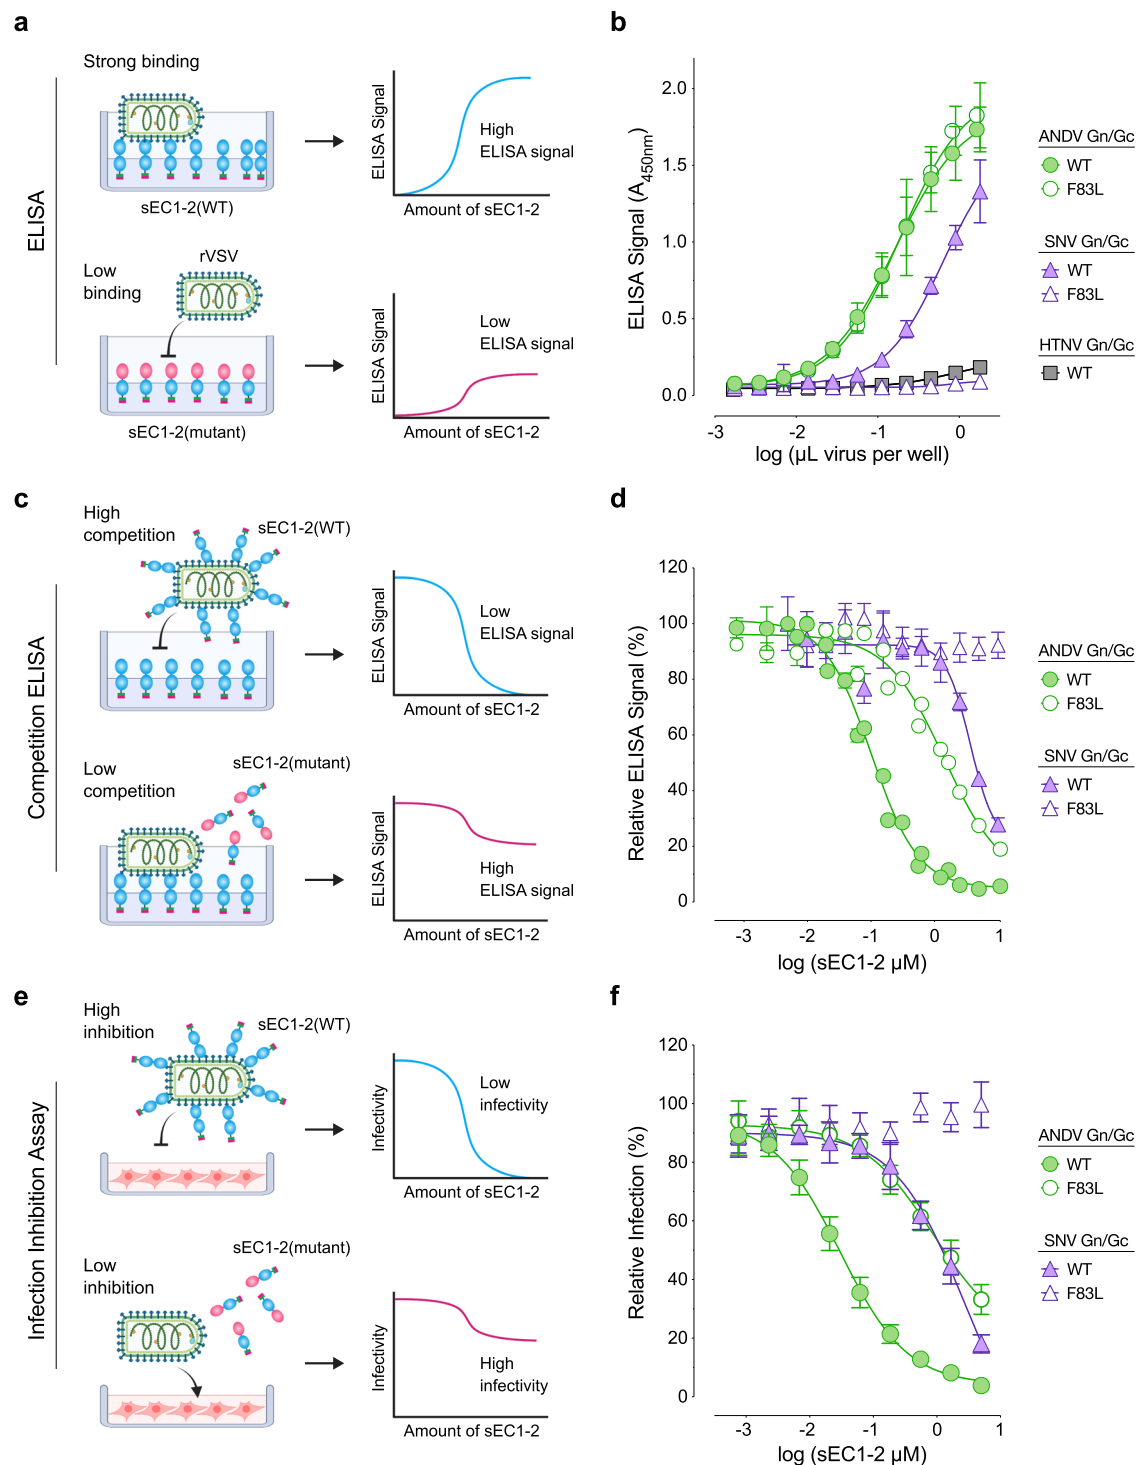 a
ELISA
Strong binding
sEC1-2(WT)
ELISA Signal
High
ELISA signal
Amount of sEC1-2
Low
binding
rVSV
sEC1-2(mutant)
ELISA Signal
Low
ELISA signal
Amount of sEC1-2
b
ELISA Signal (A450nm)
2.0
1.5
1.0
0.5
0.0
-3
-2
-1
0
log (µL virus per well)
ANDV Gn/Gc
WT
F83L
SNV Gn/Gc
WT
F83L
HTNV Gn/Gc
WT
c
Competition ELISA
High
competition
sEC1-2(WT)
ELISA Signal
Low
ELISA signal
Amount of sEC1-2
Low
competition
sEC1-2(mutant)
ELISA Signal
High
ELISA signal
Amount of sEC1-2
d
Relative ELISA Signal (%)
120
100
80
60
40
20
0
-3
-2
-1
0
1
log (sEC1-2 µM)
ANDV Gn/Gc
WT
F83L
SNV Gn/Gc
WT
F83L
e
Infection Inhibition Assay
High
inhibition
sEC1-2(WT)
Infectivity
Low
infectivity
Amount of sEC1-2
Low
inhibition
sEC1-2(mutant)
Infectivity
High
infectivity
Amount of sEC1-2
f
Relative Infection (%)
120
100
80
60
40
20
0
-3
-2
-1
0
1
log (sEC1-2 µM)
ANDV Gn/Gc
WT
F83L
SNV Gn/Gc
WT
F83L